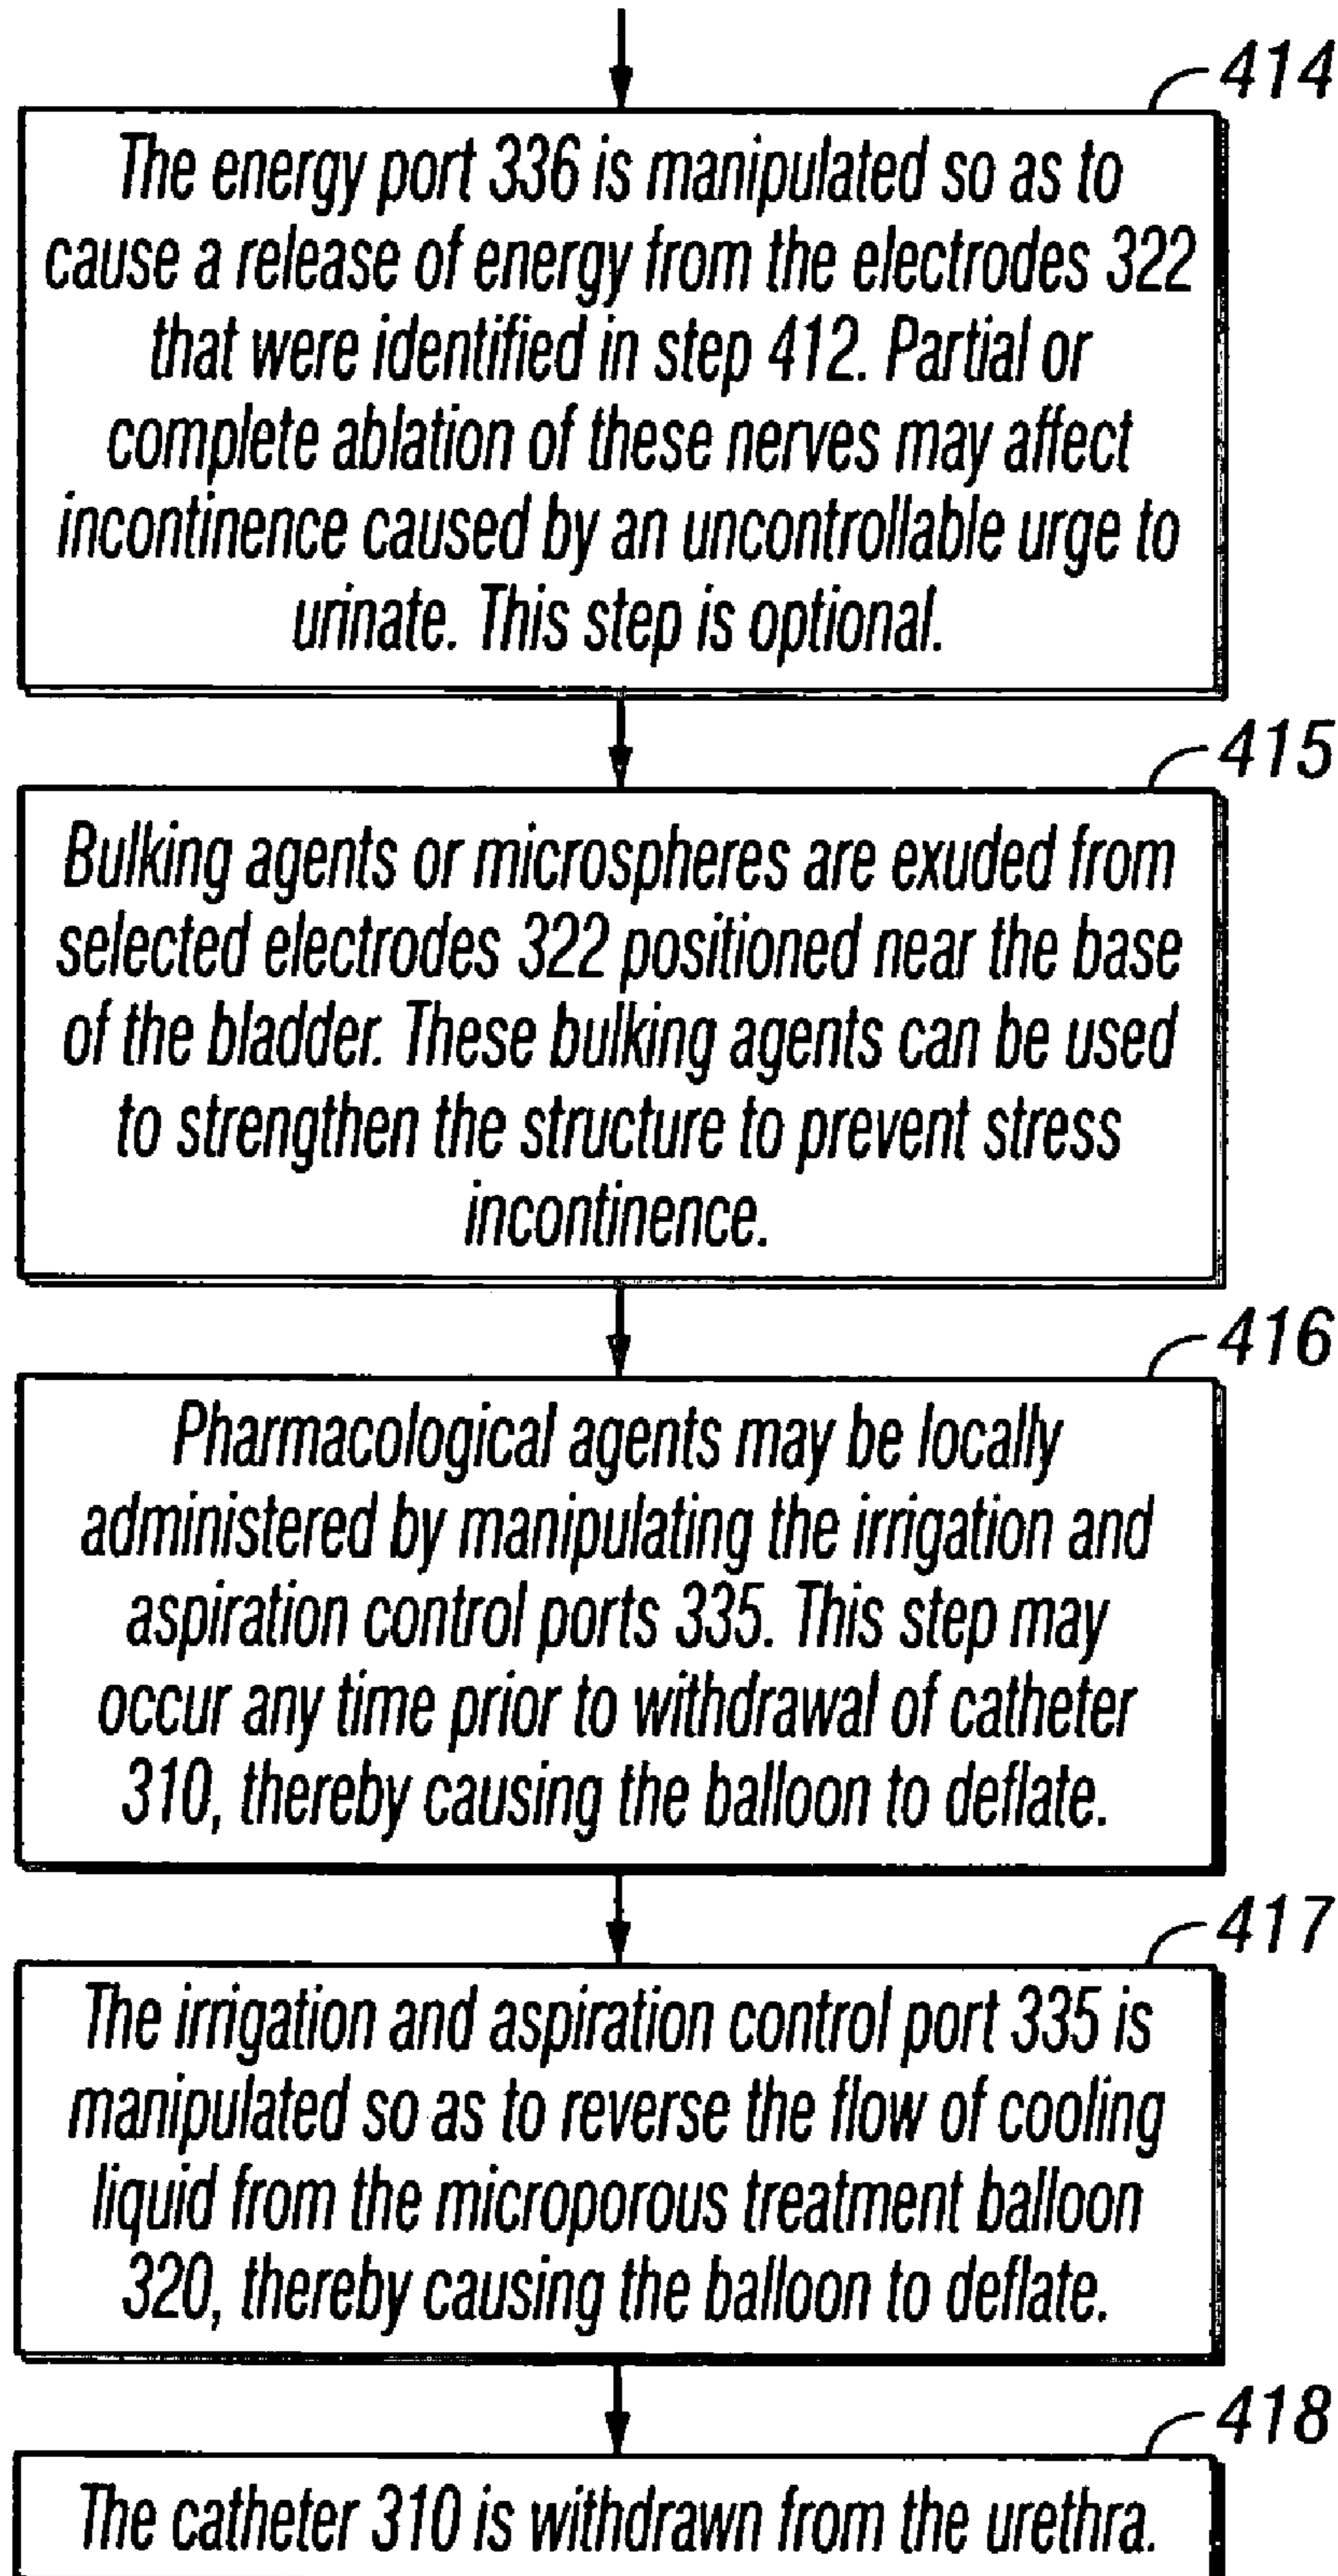 414
The energy port 336 is manipulated so as to
cause a release of energy from the electrodes 322
that were identified in step 412. Partial or
complete ablation of these nerves may affect
incontinence caused by an uncontrollable urge to
urinate. This step is optional.
415
Bulking agents or microspheres are exuded from
selected electrodes 322 positioned near the base
of the bladder. These bulking agents can be used
to strengthen the structure to prevent stress
incontinence.
416
Pharmacological agents may be locally
administered by manipulating the irrigation and
aspiration control ports 335. This step may
occur any time prior to withdrawal of catheter
310, thereby causing the balloon to deflate.
417
The irrigation and aspiration control port 335 is
manipulated so as to reverse the flow of cooling
liquid from the microporous treatment balloon
320, thereby causing the balloon to deflate.
418
The catheter 310 is withdrawn from the urethra.